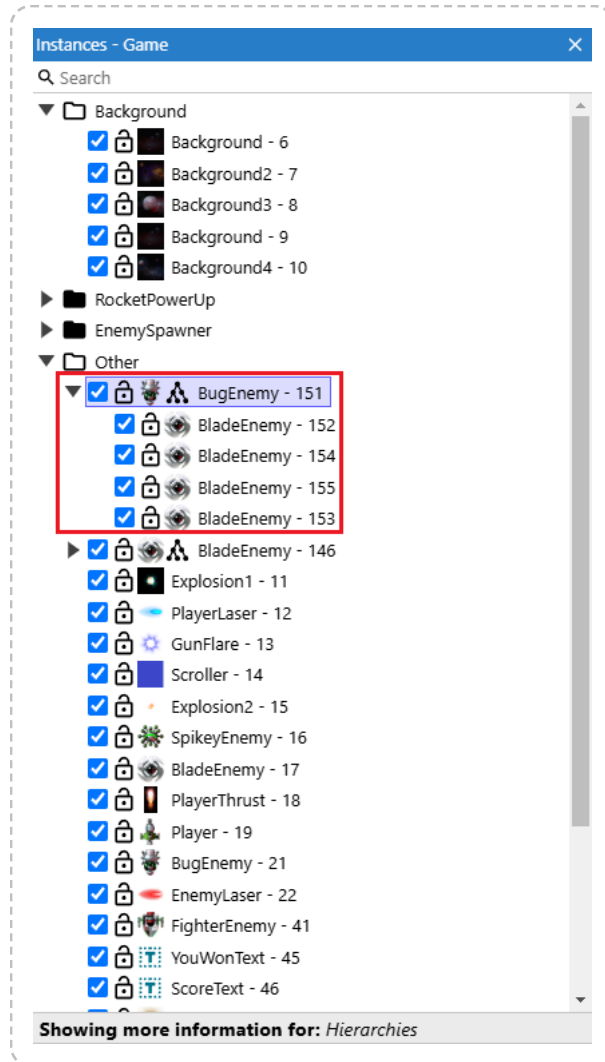 Instances - Game
Search
Background
Background - 6
Background2 - 7
Background3 - 8
Background - 9
Background4 - 10
RocketPowerUp
EnemySpawner
Other
BugEnemy - 151
BladeEnemy - 152
BladeEnemy - 154
BladeEnemy - 155
BladeEnemy - 153
BladeEnemy - 146
Explosion1 - 11
PlayerLaser - 12
GunFlare - 13
Scroller - 14
Explosion2 - 15
SpikeyEnemy - 16
BladeEnemy - 17
PlayerThrust - 18
Player - 19
BugEnemy - 21
EnemyLaser - 22
FighterEnemy - 41
YouWonText - 45
ScoreText - 46
Showing more information for: Hierarchies